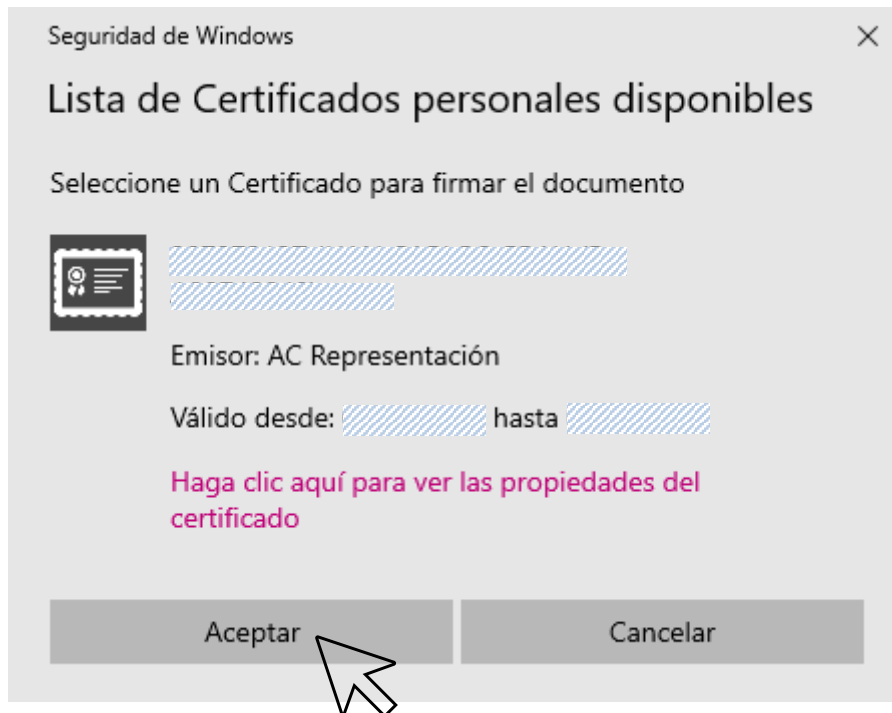 Seguridad de Windows
Lista de Certificados personales disponibles
Seleccione un Certificado para firmar el documento
Emisor: AC Representación
Válido desde: hasta
Haga clic aquí para ver las propiedades del
certificado
Aceptar
Cancelar